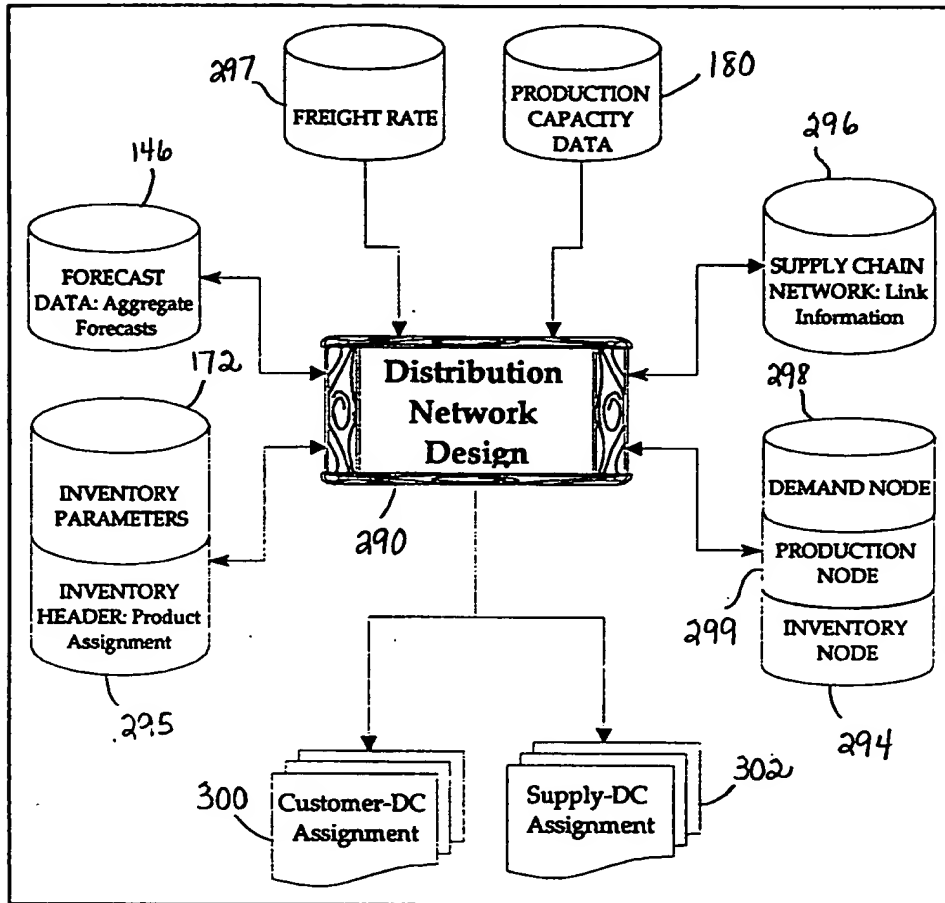 297
FREIGHT RATE
180
PRODUCTION
CAPACITY
DATA
146
FORECAST
DATA: Aggregate
Forecasts
296
SUPPLY CHAIN
NETWORK: Link
Information
172
INVENTORY
PARAMETERS
INVENTORY
HEADER: Product
Assignment
295
Distribution
Network
Design
290
298
DEMAND NODE
PRODUCTION
NODE
299
INVENTORY NODE
294
300
Customer-DC
Assignment
Supply-DC
Assignment
302